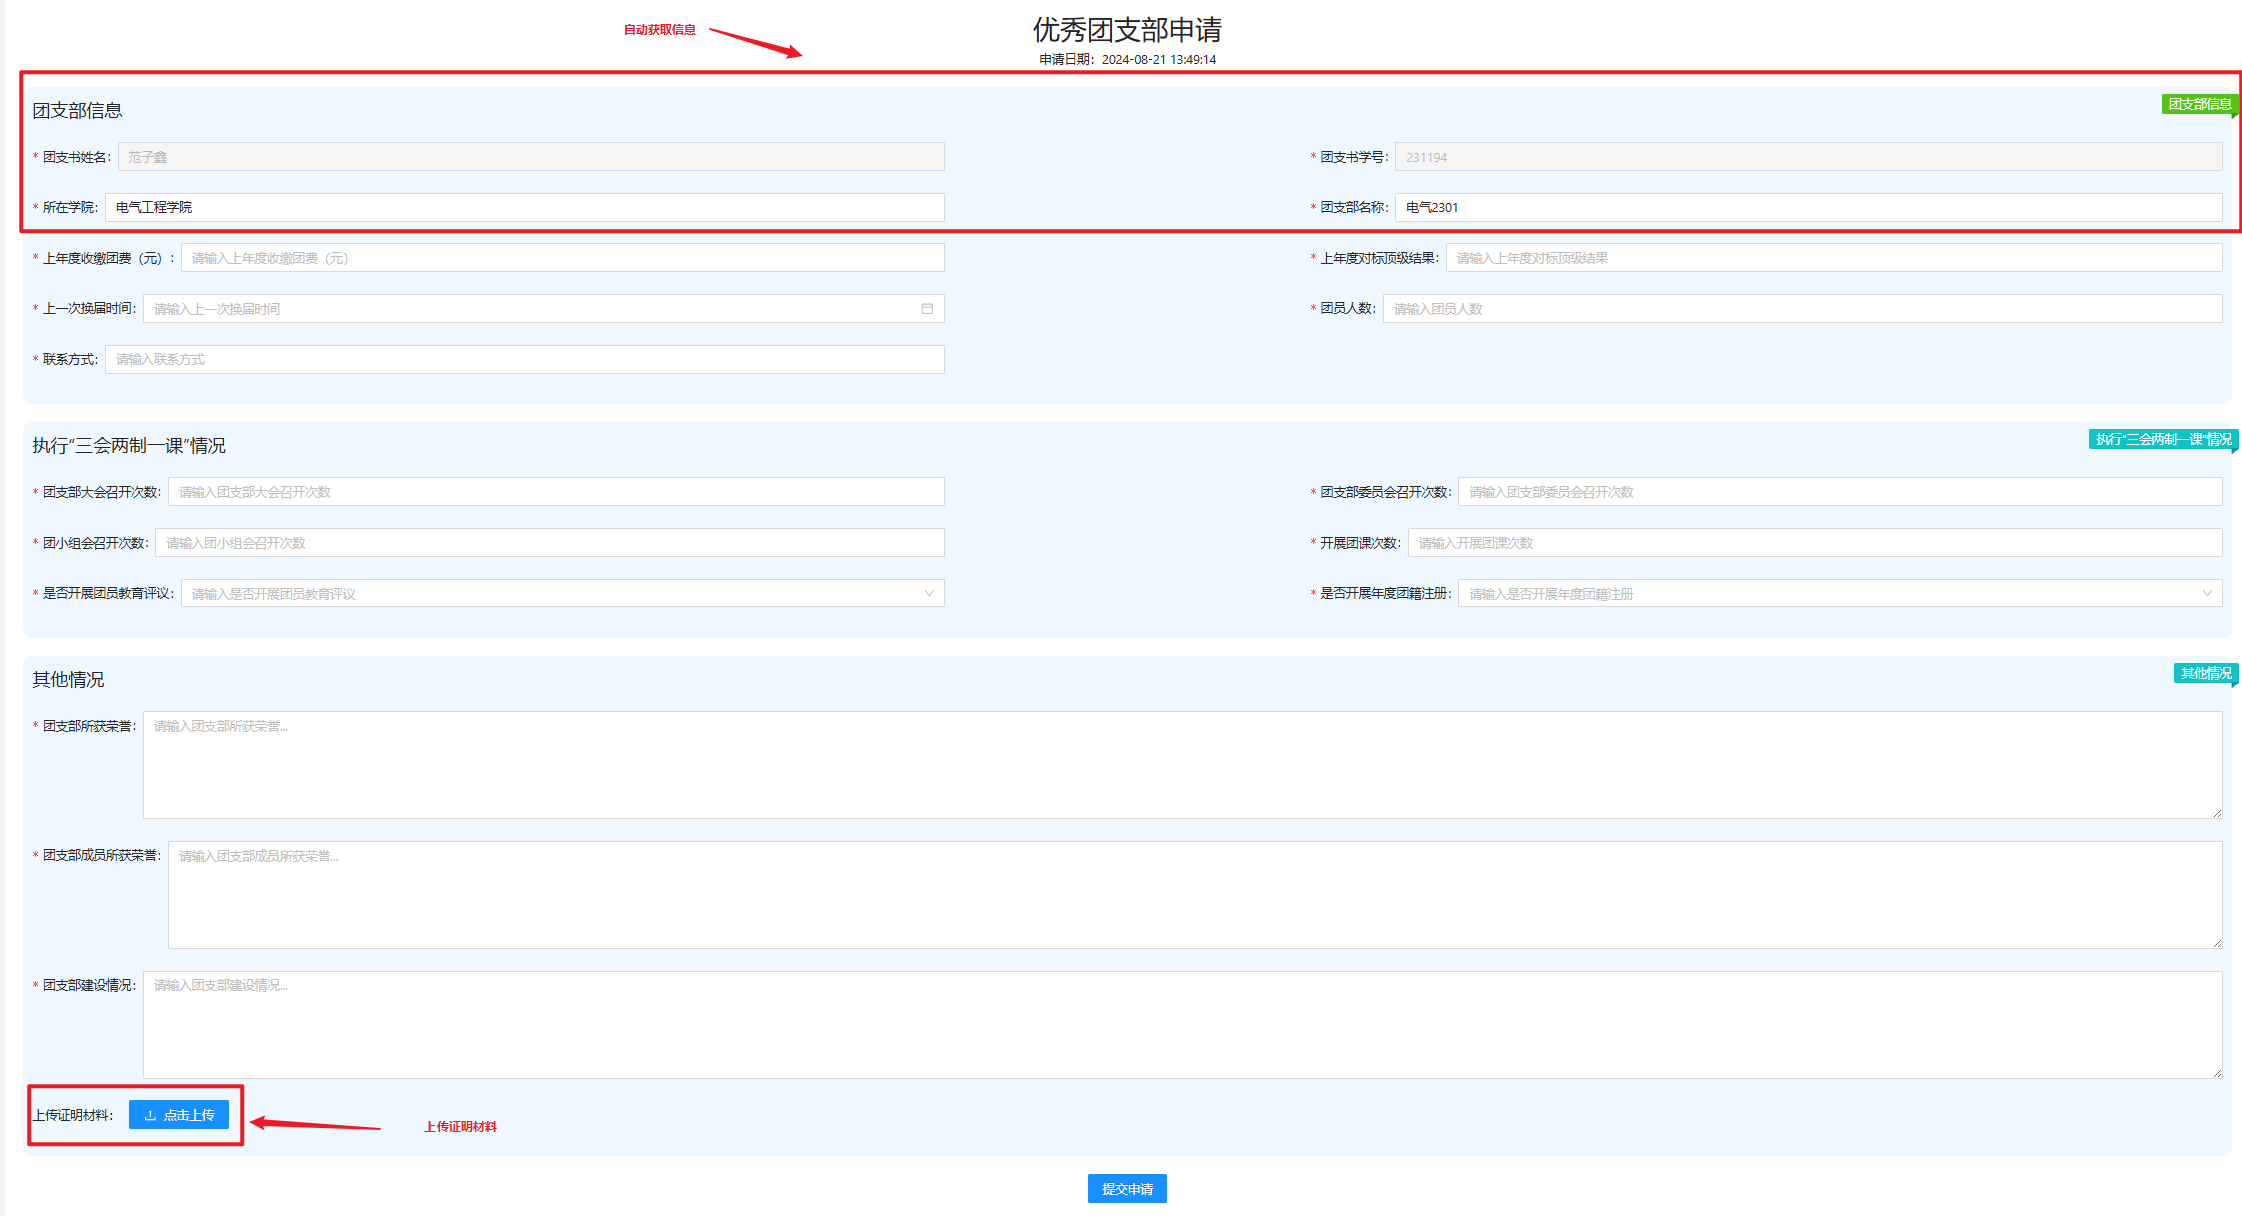 自动获取信息
优秀团支部申请
申请日期：2024-08-21 13:49:14
团支部信息
团支部信息
* 团支书姓名： 范子鑫
* 团支书学号： 231194
* 所在学院： 电气工程学院
* 团支部名称： 电气2301
* 上年度收缴团费（元）： 请输入上年度收缴团费（元）
* 上年度对标顶级结果： 请输入上年度对标顶级结果
* 上一次换届时间： 请输入上一次换届时间
* 团员人数： 请输入团员人数
* 联系方式： 请输入联系方式
执行“三会两制一课”情况
执行“三会两制一课”情况
* 团支部大会召开次数： 请输入团支部大会召开次数
* 团支部委员会召开次数： 请输入团支部委员会召开次数
* 团小组会召开次数： 请输入团小组会召开次数
* 开展团课次数： 请输入开展团课次数
* 是否开展团员教育评议： 请输入是否开展团员教育评议
* 是否开展年度团籍注册： 请输入是否开展年度团籍注册
其他情况
其他情况
* 团支部所获荣誉： 请输入团支部所获荣誉...
* 团支部成员所获荣誉： 请输入团支部成员所获荣誉...
* 团支部建设情况： 请输入团支部建设情况...
上传证明材料： 点击上传
上传证明材料
提交申请